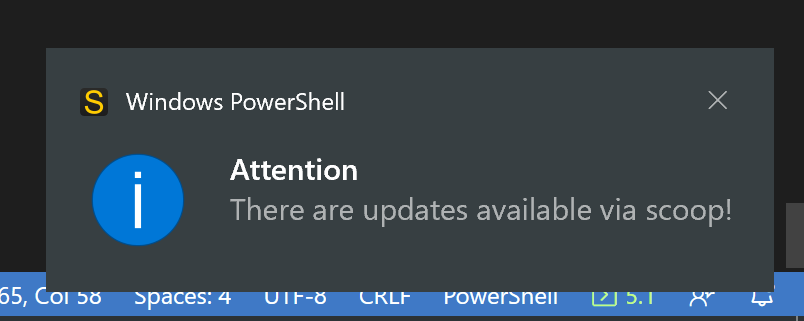 S Windows PowerShell
Attention
There are updates available via scoop!
65, Col 58 Spaces: 4 UTF-8 CRLF PowerShell 5.1